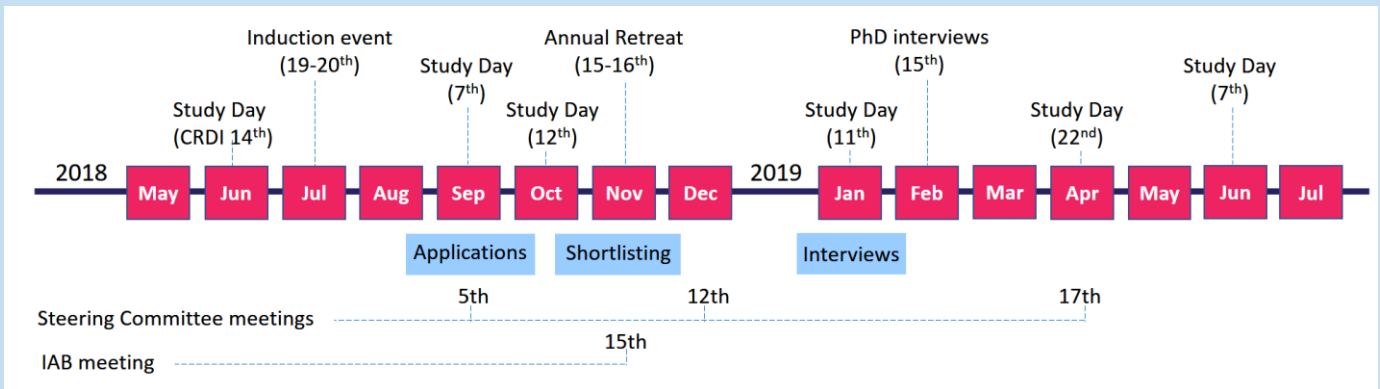 Induction event
(19-20th)
Annual Retreat
(15-16th)
PhD interviews
(15th)
Study Day
(7th)
Study Day
(7th)
Study Day
(CRDI 14th)
Study Day
(12th)
Study Day
(11th)
Study Day
(22nd)
2018
2019
May
Jun
Jul
Aug
Sep
Oct
Nov
Dec
Jan
Feb
Mar
Apr
May
Jun
Jul
Applications
Shortlisting
Interviews
5th
12th
17th
Steering Committee meetings
15th
IAB meeting